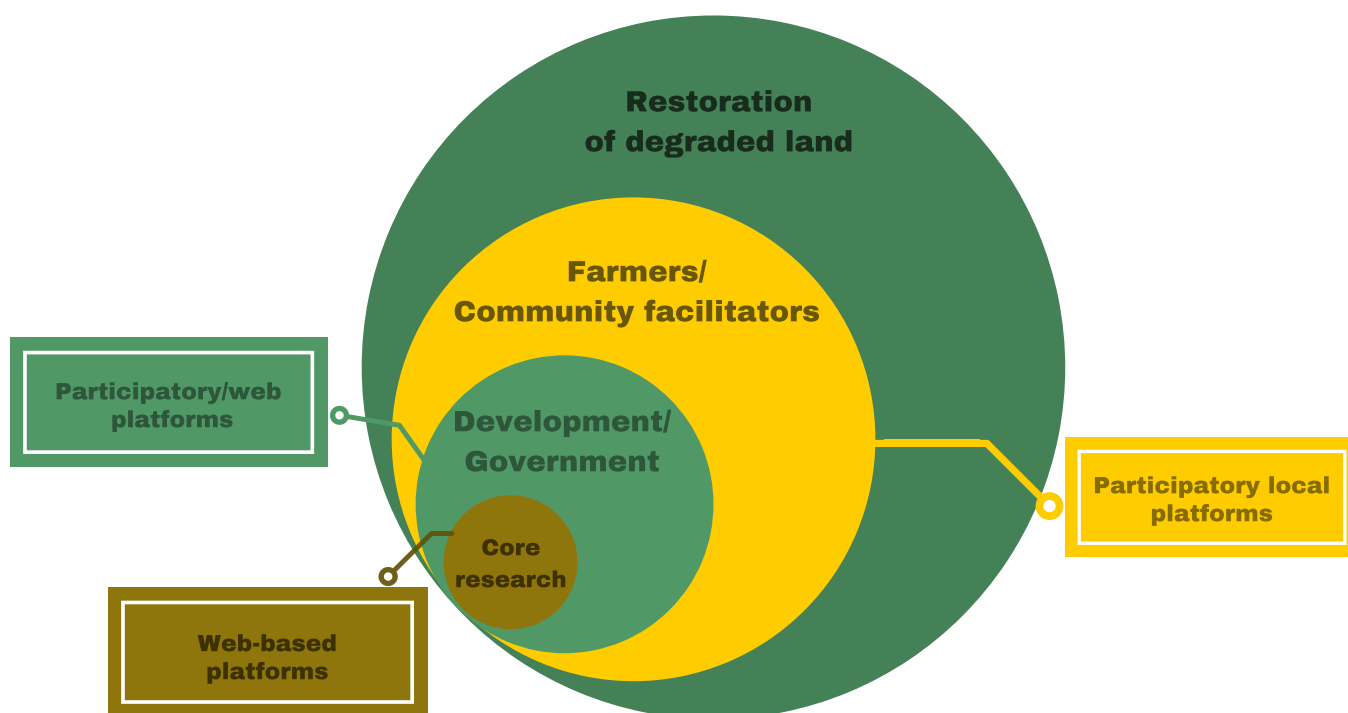 Restoration
of degraded land
Farmers/
Community facilitators
Participatory/web
platforms
Development/
Government
Participatory local
platforms
Core
research
Web-based
platforms